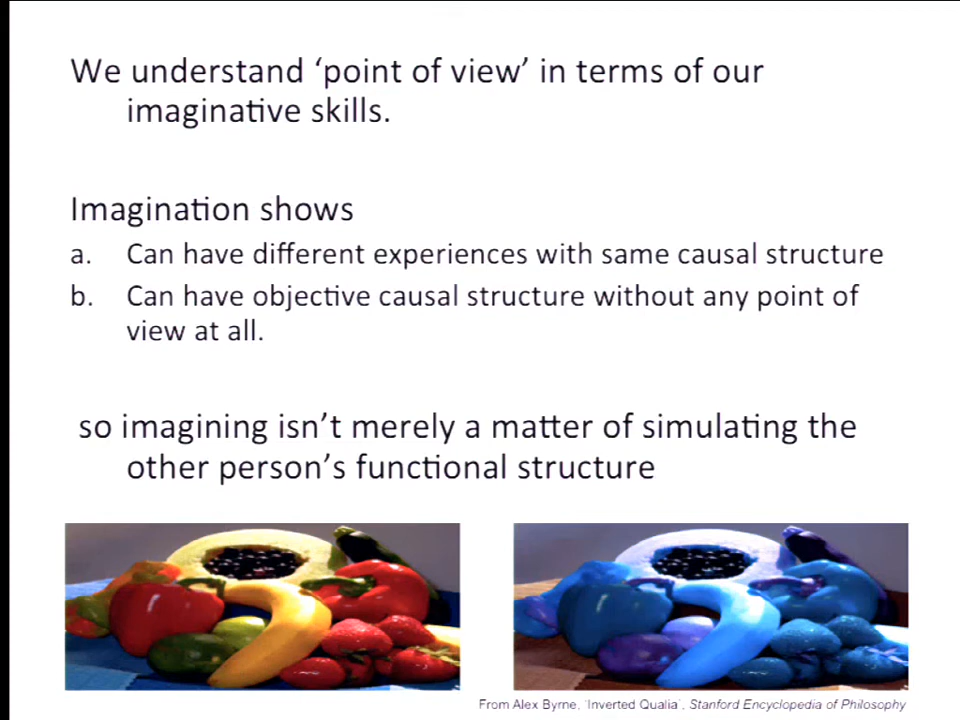 We understand ‘point of view’ in terms of our
imaginative skills.
Imagination shows
a. Can have different experiences with same causal structure
b. Can have objective causal structure without any point of
view at all.
so imagining isn’t merely a matter of simulating the
other person’s functional structure
From Alex Byrne, ‘Inverted Qualia’, Stanford Encyclopedia of Philosophy